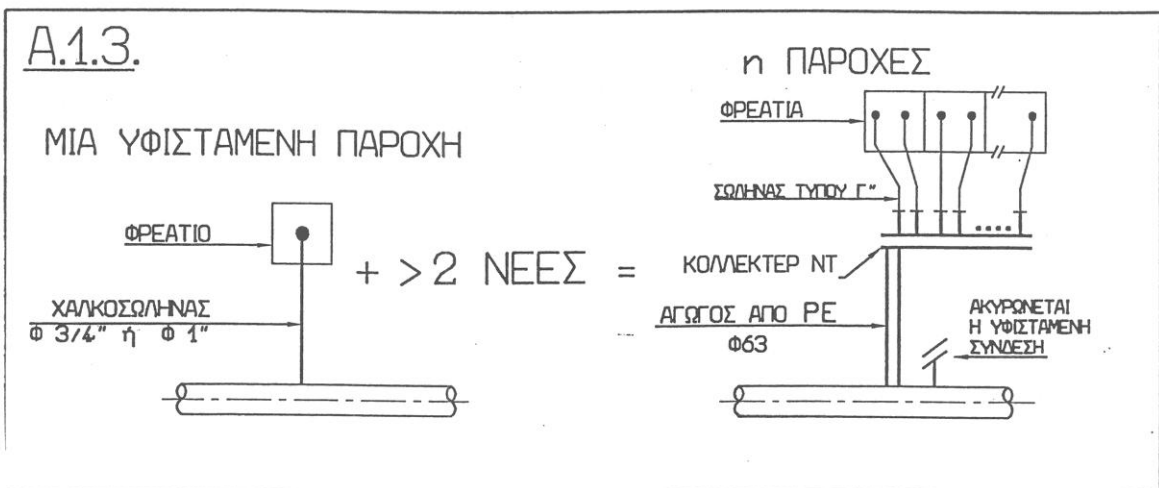 Α.1.3.
ΜΙΑ ΥΦΙΣΤΑΜΕΝΗ ΠΑΡΟΧΗ
ΦΡΕΑΤΙΟ
ΧΑΛΚΟΣΩΛΗΝΑΣ
Φ 3/4" ή Φ 1"
+ > 2 ΝΕΕΣ =
n ΠΑΡΟΧΕΣ
ΦΡΕΑΤΙΑ
ΣΩΛΗΝΑΣ ΤΥΠΟΥ Γ"
ΚΟΛΛΕΚΤΕΡ ΝΤ
ΑΓΩΓΟΣ ΑΠΟ ΡΕ
Φ63
ΑΚΥΡΩΝΕΤΑΙ
Η ΥΦΙΣΤΑΜΕΝΗ
ΣΥΝΔΕΣΗ